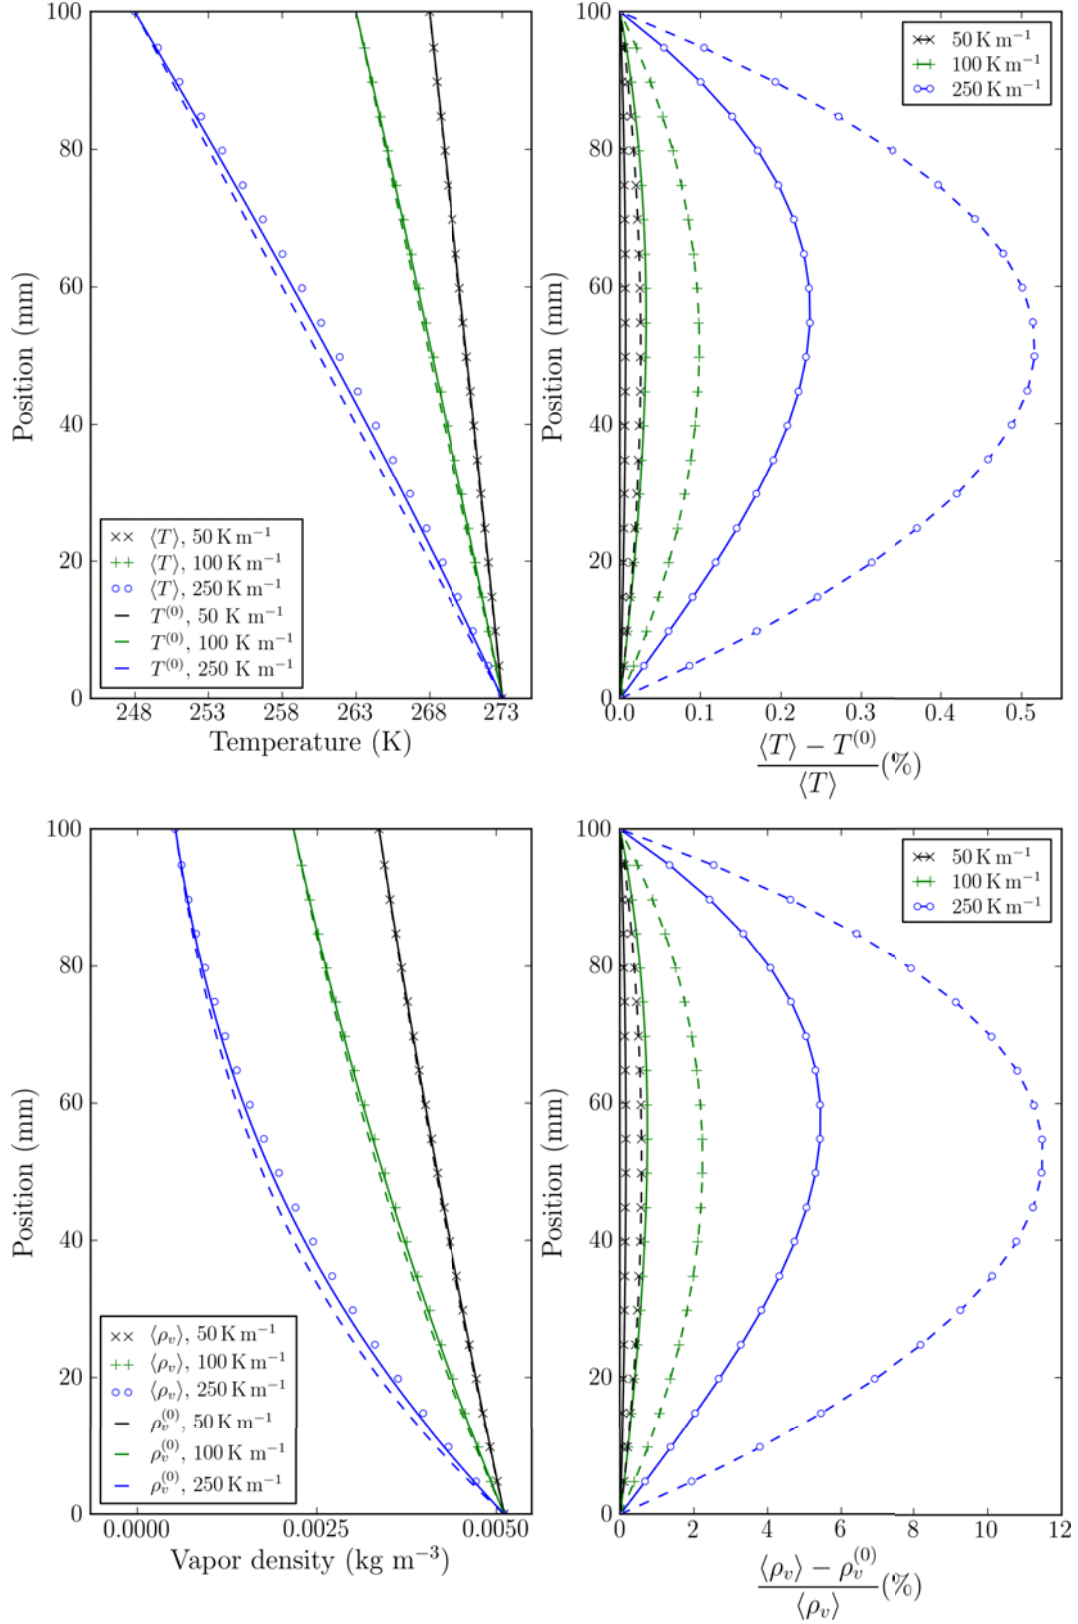 100
80
60
40
20
0
Position (mm)
⟨T⟩, 50 K m⁻¹
⟨T⟩, 100 K m⁻¹
⟨T⟩, 250 K m⁻¹
T⁽⁰⁾, 50 K m⁻¹
T⁽⁰⁾, 100 K m⁻¹
T⁽⁰⁾, 250 K m⁻¹
248 253 258 263 268 273
Temperature (K)
100
80
60
40
20
0
Position (mm)
50 K m⁻¹
100 K m⁻¹
250 K m⁻¹
0.0 0.1 0.2 0.3 0.4 0.5
⟨T⟩ − T⁽⁰⁾
⟨T⟩ (%)
100
80
60
40
20
0
Position (mm)
⟨ρᵥ⟩, 50 K m⁻¹
⟨ρᵥ⟩, 100 K m⁻¹
⟨ρᵥ⟩, 250 K m⁻¹
ρᵥ⁽⁰⁾, 50 K m⁻¹
ρᵥ⁽⁰⁾, 100 K m⁻¹
ρᵥ⁽⁰⁾, 250 K m⁻¹
0.0000 0.0025 0.0050
Vapor density (kg m⁻³)
100
80
60
40
20
0
Position (mm)
50 K m⁻¹
100 K m⁻¹
250 K m⁻¹
0 2 4 6 8 10 12
⟨ρᵥ⟩ − ρᵥ⁽⁰⁾
⟨ρᵥ⟩ (%)